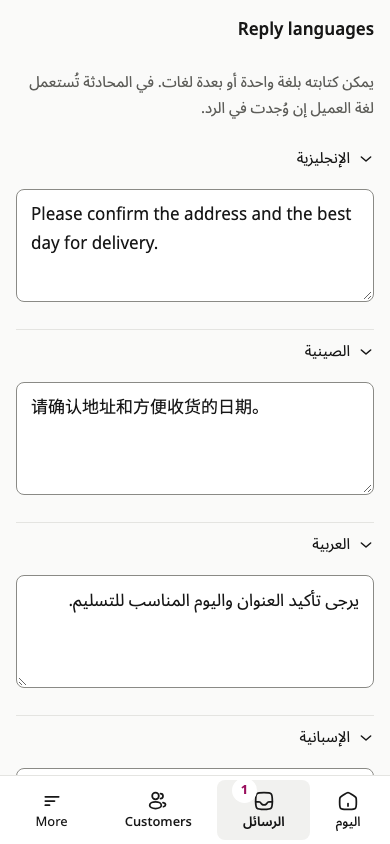 Reply languages
يمكن كتابته بلغة واحدة أو بعدة لغات. في المحادثة تُستعمل
لغة العميل إن وُجدت في الرد.
الإنجليزية
Please confirm the address and the best
day for delivery.
الصينية
请确认地址和方便收货的日期。
العربية
يرجى تأكيد العنوان واليوم المناسب للتسليم.
الإسبانية
اليوم
1
الرسائل
Customers
More